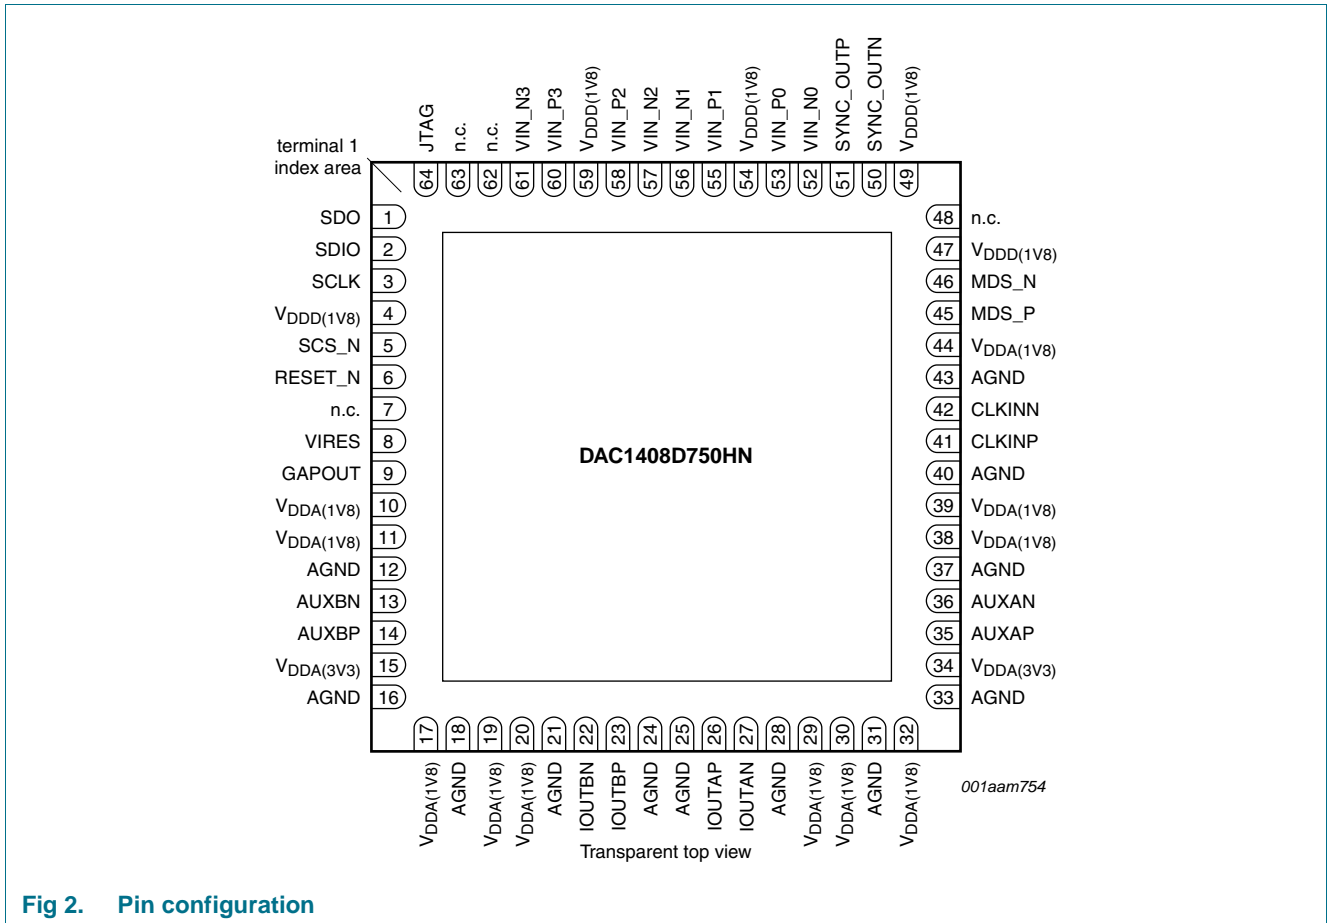 JTAG
n.c.
n.c.
VIN_N3
VIN_P3
VDDD(1V8)
VIN_P2
VIN_N2
VIN_N1
VIN_P1
VDDD(1V8)
VIN_P0
VIN_N0
SYNC_OUTP
SYNC_OUTN
VDDD(1V8)
terminal 1
index area
64 63 62 61 60 59 58 57 56 55 54 53 52 51 50 49
SDO 1
SDIO 2
SCLK 3
VDDD(1V8) 4
SCS_N 5
RESET_N 6
n.c. 7
VIRES 8
GAPOUT 9
VDDA(1V8) 10
VDDA(1V8) 11
AGND 12
AUXBN 13
AUXBP 14
VDDA(3V3) 15
AGND 16
DAC1408D750HN
48 n.c.
47 VDDD(1V8)
46 MDS_N
45 MDS_P
44 VDDA(1V8)
43 AGND
42 CLKINN
41 CLKINP
40 AGND
39 VDDA(1V8)
38 VDDA(1V8)
37 AGND
36 AUXAN
35 AUXAP
34 VDDA(3V3)
33 AGND
17 18 19 20 21 22 23 24 25 26 27 28 29 30 31 32
VDDA(1V8)
AGND
VDDA(1V8)
VDDA(1V8)
AGND
IOUTBN
IOUTBP
AGND
AGND
IOUTAP
IOUTAN
AGND
VDDA(1V8)
VDDA(1V8)
AGND
VDDA(1V8)
001aam754
Transparent top view
Fig 2. Pin configuration